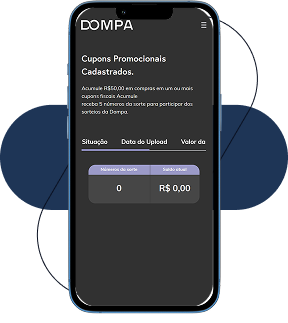 DOMPA
Cupons Promocionais
Cadastrados.
Acumule R$50,00 em compras em um ou mais
cupons fiscais Acumule
receba 5 números da sorte para participar dos
sorteios da Dompa.
Situação Data do Upload Valor da
Números da sorte Saldo atual
0 R$ 0,00